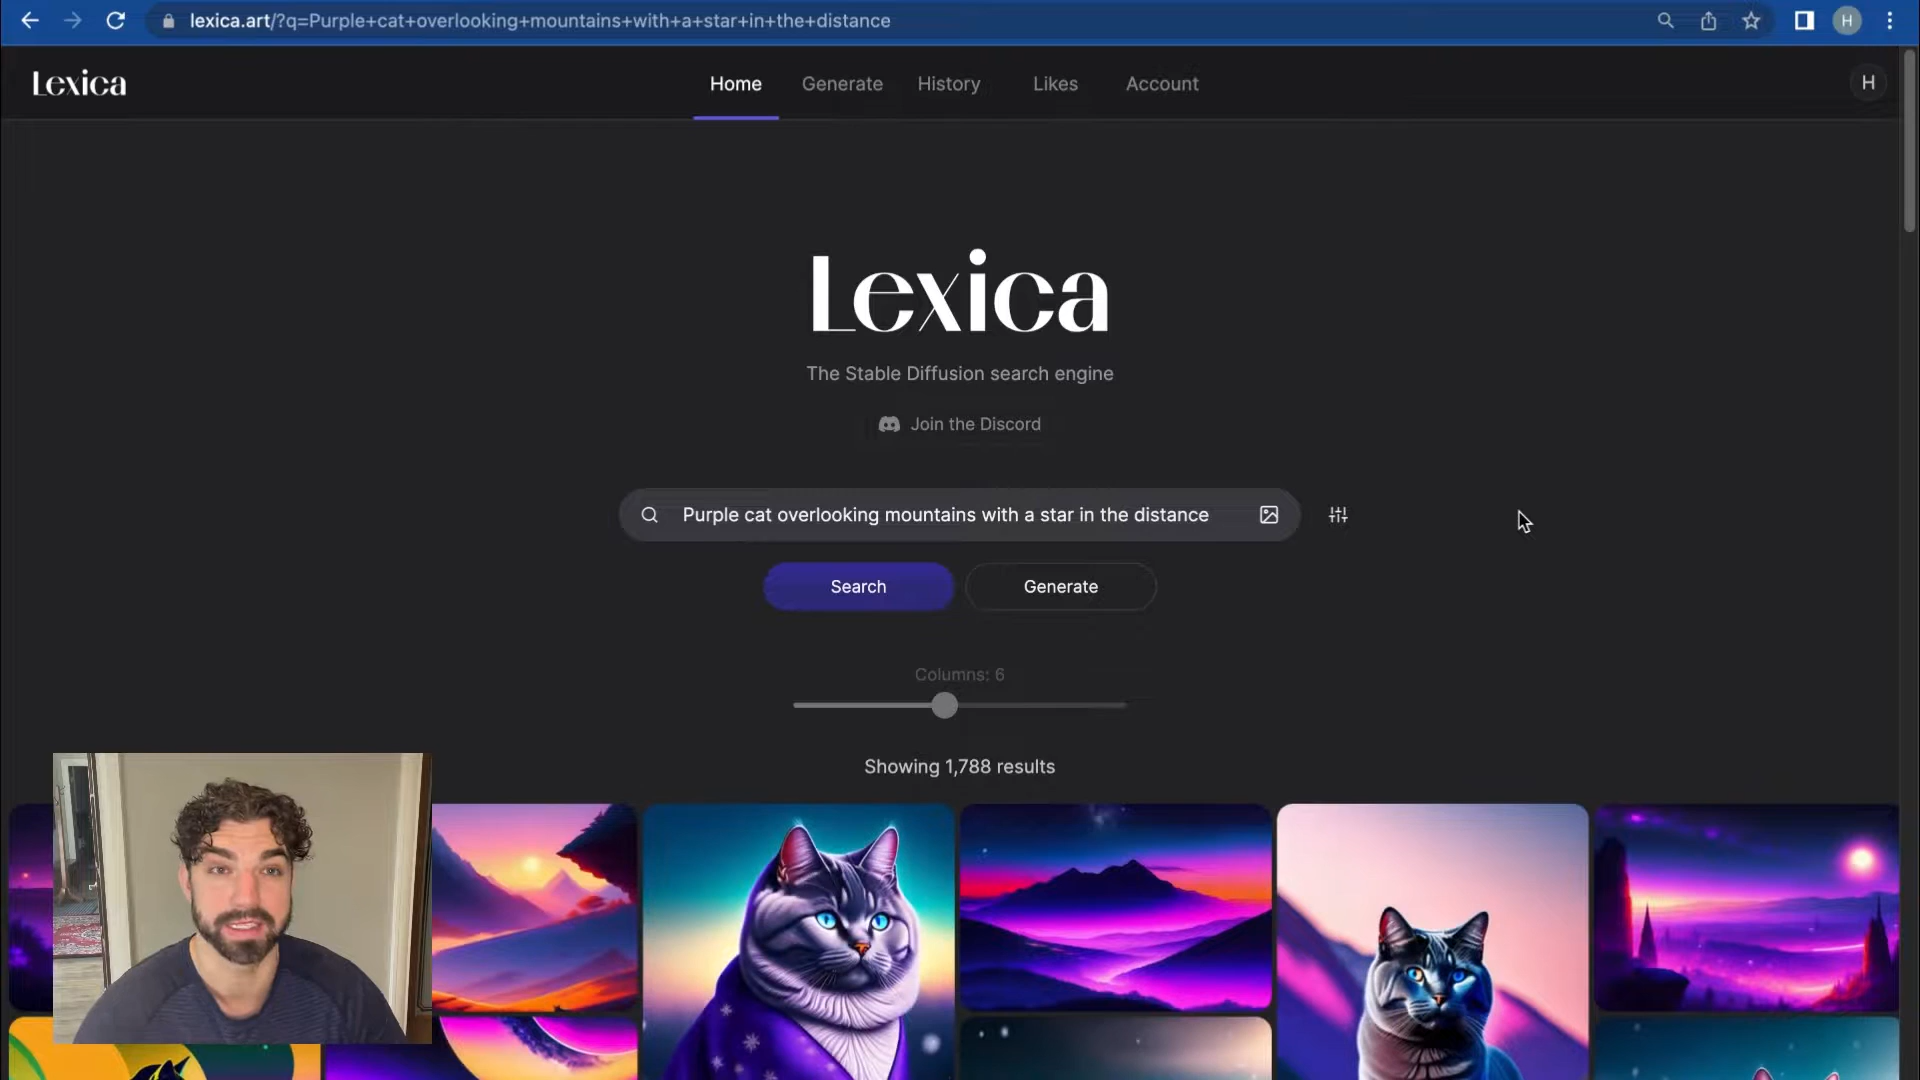 lexica.art/?q=Purple+cat+overlooking+mountains+with+a+star+in+the+distance
H
Lexica
Home
Generate
History
Likes
Account
H
Lexica
The Stable Diffusion search engine
Join the Discord
Purple cat overlooking mountains with a star in the distance
Search
Generate
Columns: 6
Showing 1,788 results